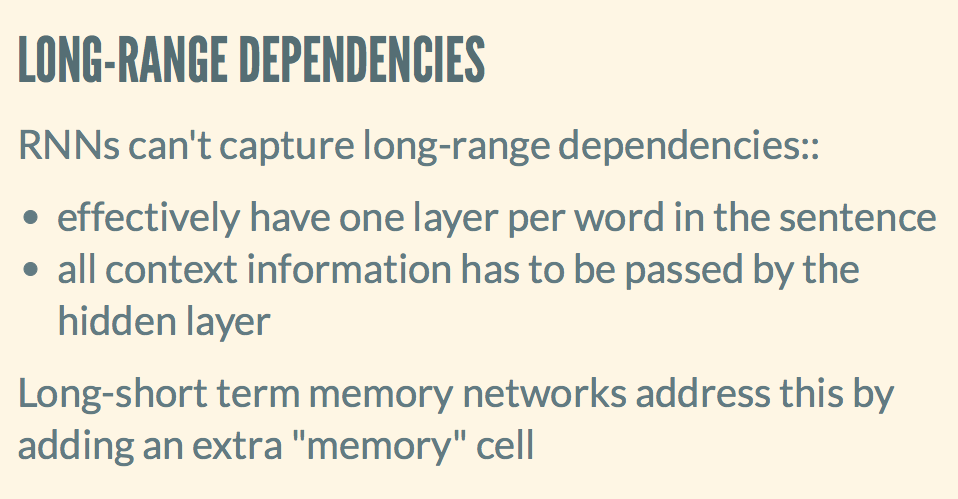 LONG-RANGE DEPENDENCIES
RNNs can't capture long-range dependencies::
• effectively have one layer per word in the sentence
• all context information has to be passed by the
hidden layer
Long-short term memory networks address this by
adding an extra "memory" cell